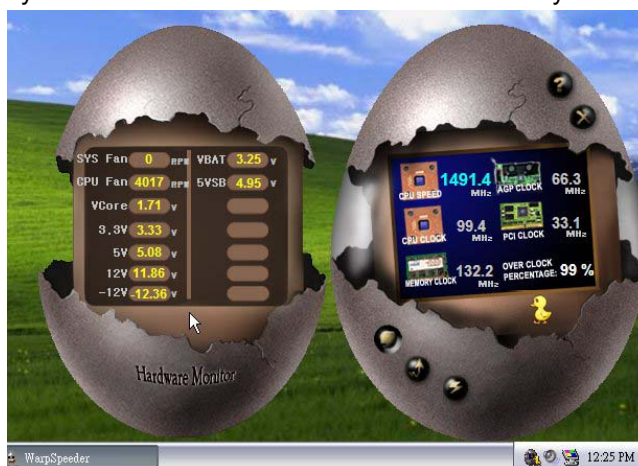 SYS Fan 0 RPM VBAT 3.25 V
CPU Fan 4017 RPM 5VSB 4.95 V
VCore 1.71 V
3.3V 3.33 V
5V 5.08 V
12V 11.86 V
-12V -12.36 V
Hardware Monitor
?
CPU SPEED 1491.4 MHz AGP CLOCK 66.3 MHz
CPU CLOCK 99.4 MHz PCI CLOCK 33.1 MHz
MEMORY CLOCK 132.2 MHz OVER CLOCK PERCENTAGE: 99 %
WarpSpeeder
12:25 PM